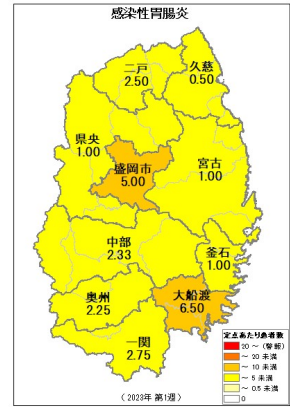 感染性胃腸炎
二戸
2.50
久慈
0.50
県央
1.00
盛岡市
5.00
宮古
1.00
中部
2.33
釜石
1.00
奥州
2.25
大船渡
6.50
一関
2.75
定点あたり患者数
20 ～ (警報)
～ 20 未満
～ 10 未満
～ 5 未満
～ 0.5 未満
0
(2023年 第1週)